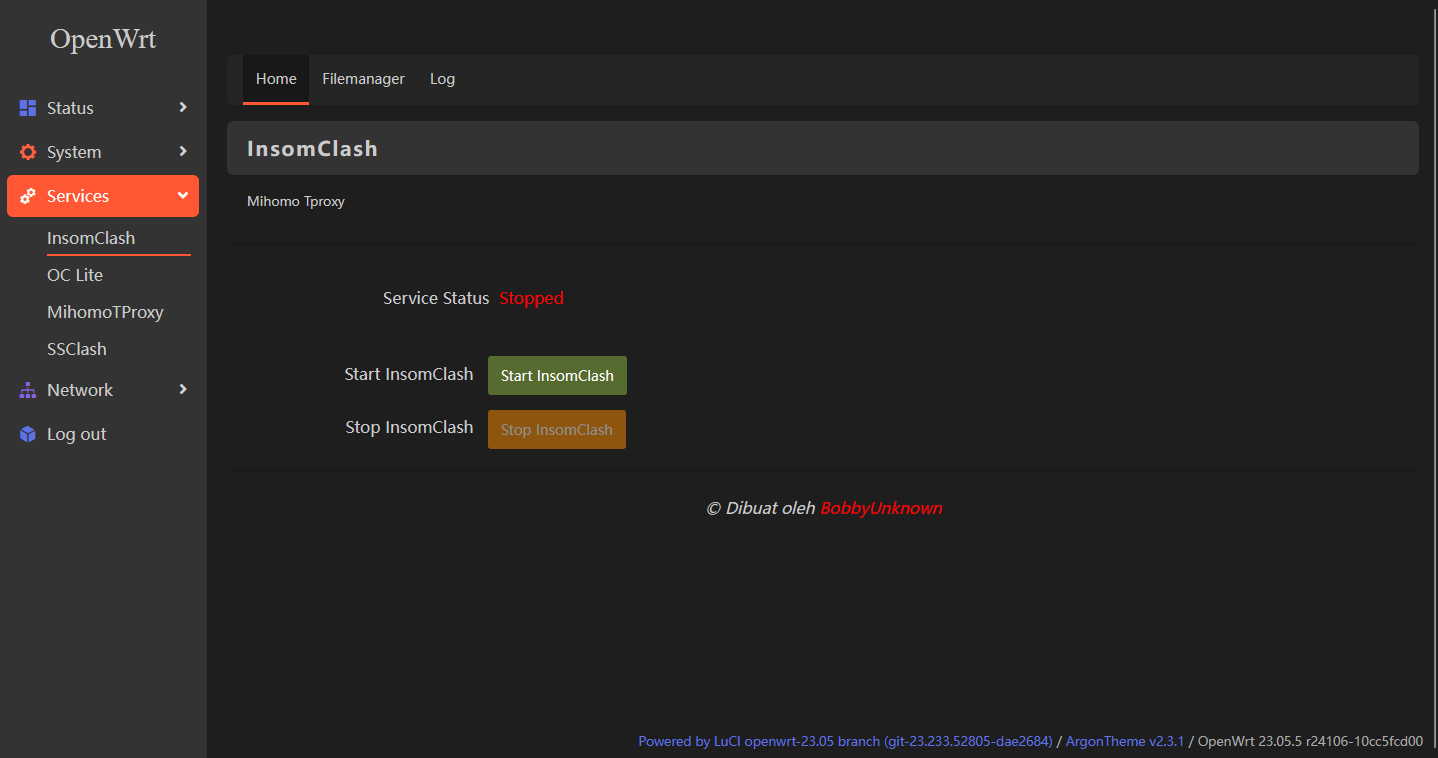 OpenWrt
Status
System
Services
InsomClash
OC Lite
MihomoTProxy
SSClash
Network
Log out
Home Filemanager Log
InsomClash
Mihomo Tproxy
Service Status Stopped
Start InsomClash Start InsomClash
Stop InsomClash Stop InsomClash
© Dibuat oleh BobbyUnknown
Powered by LuCI openwrt-23.05 branch (git-23.233.52805-dae2684) / ArgonTheme v2.3.1 / OpenWrt 23.05.5 r24106-10cc5fcd00